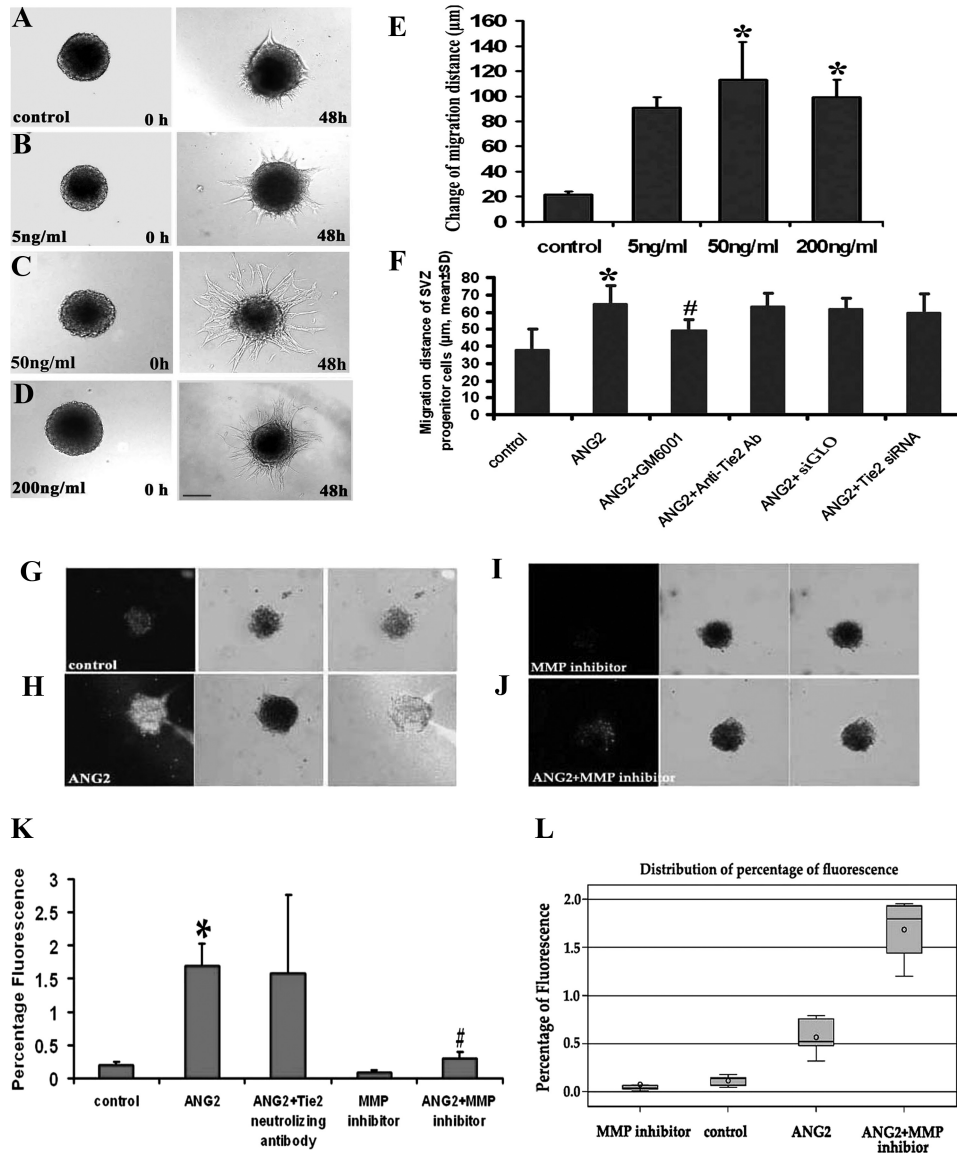 A
control
0 h
48h
B
5ng/ml
0h
48h
C
50ng/ml
0h
48h
D
200ng/ml
0h
48h
E
Change of migration distance (μm)
160
140
120
100
80
60
40
20
0
*
*
control
5ng/ml
50ng/ml
200ng/ml
F
Migration distance of SVZ
progenitor cells (μm, mean±SD)
80
70
60
50
40
30
20
10
0
*
#
control
ANG2
ANG2+GM6001
ANG2+Anti-Tie2 Ab
ANG2+ siGLO
ANG2+Tie2 siRNA
G
control
H
ANG2
I
MMP inhibitor
J
ANG2+MMP inhibitor
K
Percentage Fluorescence
3
2.5
2
1.5
1
0.5
0
*
#
control
ANG2
ANG2+Tie2
neutrolizing
antibody
MMP
inhibitor
ANG2+MMP
inhibitor
L
Distribution of percentage of fluorescence
Percentage of Fluorescence
2.0
1.5
1.0
0.5
0.0
MMP inhibitor
control
ANG2
ANG2+MMP
inhibior